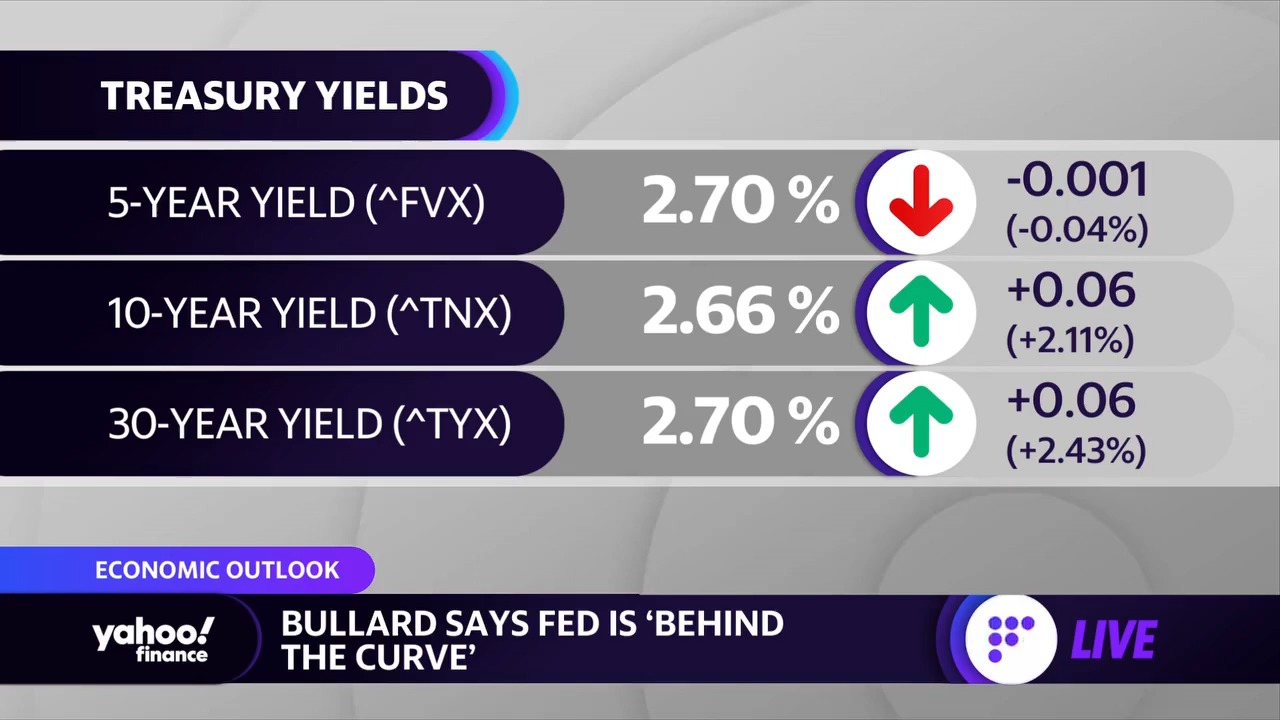 TREASURY YIELDS
5-YEAR YIELD (^FVX) 2.70 % -0.001
(-0.04%)
10-YEAR YIELD (^TNX) 2.66 % +0.06
(+2.11%)
30-YEAR YIELD (^TYX) 2.70 % +0.06
(+2.43%)
ECONOMIC OUTLOOK
yahoo!
finance
BULLARD SAYS FED IS ‘BEHIND
THE CURVE’
LIVE